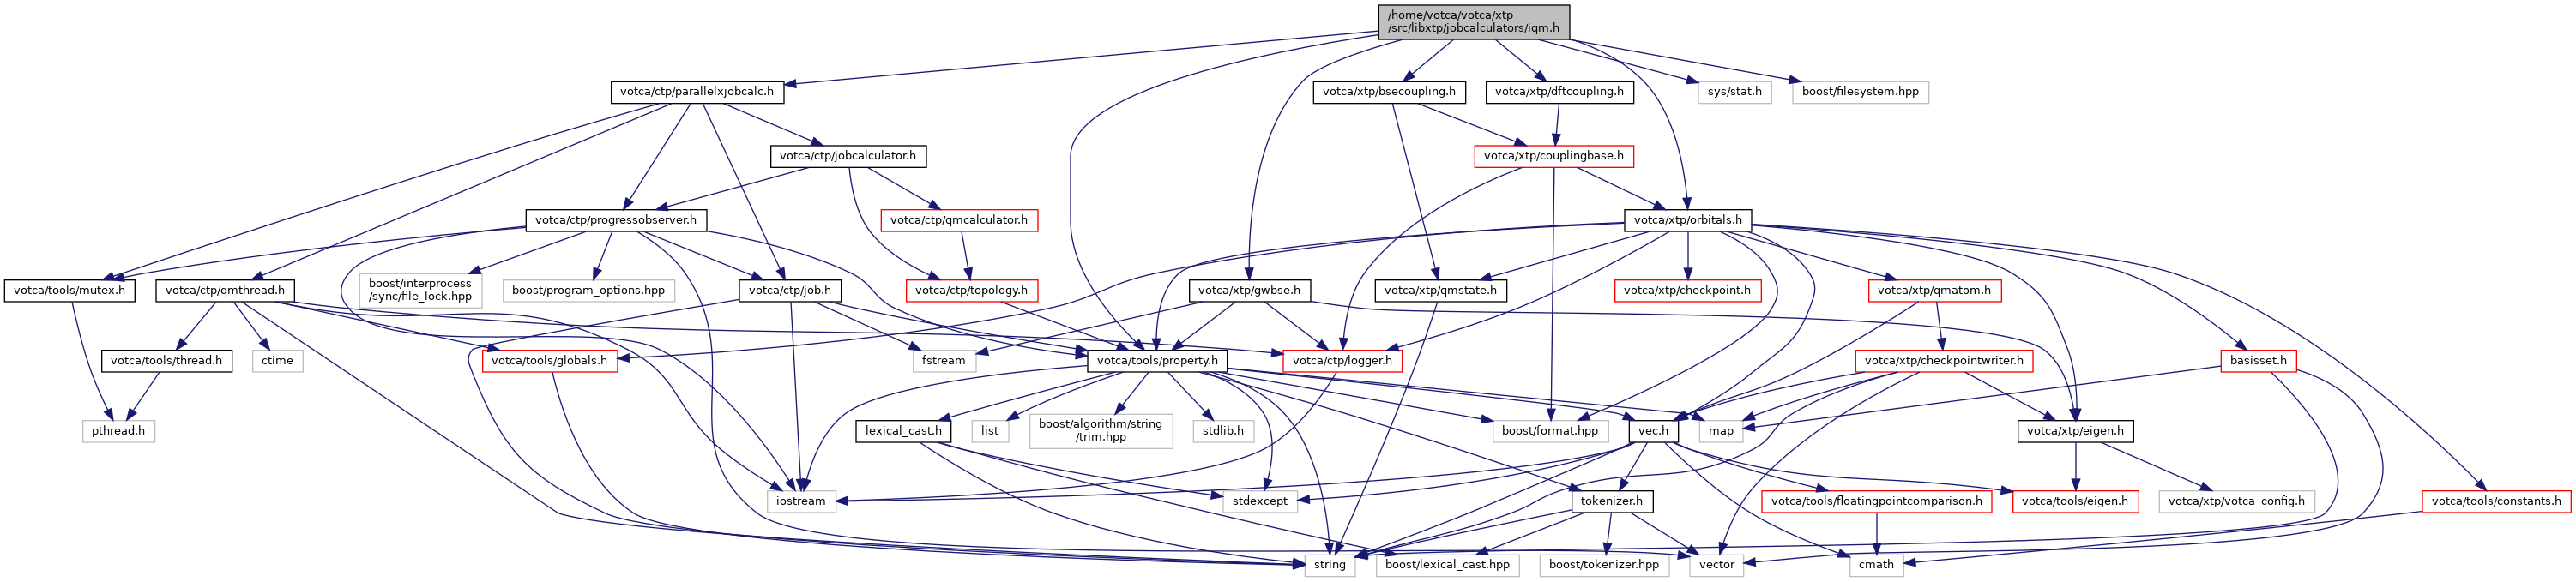 /home/votca/votca/xtp
/src/libxtp/jobcalculators/iqm.h
votca/ctp/parallelxjobcalc.h
votca/xtp/bsecoupling.h
votca/xtp/dftcoupling.h
sys/stat.h
boost/filesystem.hpp
votca/ctp/jobcalculator.h
votca/xtp/couplingbase.h
votca/ctp/progressobserver.h
votca/ctp/qmcalculator.h
votca/xtp/orbitals.h
votca/tools/mutex.h
votca/ctp/qmthread.h
boost/interprocess
/sync/file_lock.hpp
boost/program_options.hpp
votca/ctp/job.h
votca/ctp/topology.h
votca/xtp/gwbse.h
votca/xtp/qmstate.h
votca/xtp/checkpoint.h
votca/xtp/qmatom.h
votca/tools/thread.h
ctime
votca/tools/globals.h
fstream
votca/tools/property.h
votca/ctp/logger.h
votca/xtp/checkpointwriter.h
basisset.h
pthread.h
lexical_cast.h
list
boost/algorithm/string
/trim.hpp
stdlib.h
boost/format.hpp
vec.h
map
votca/xtp/eigen.h
iostream
stdexcept
tokenizer.h
votca/tools/floatingpointcomparison.h
votca/tools/eigen.h
votca/xtp/votca_config.h
votca/tools/constants.h
string
boost/lexical_cast.hpp
boost/tokenizer.hpp
vector
cmath